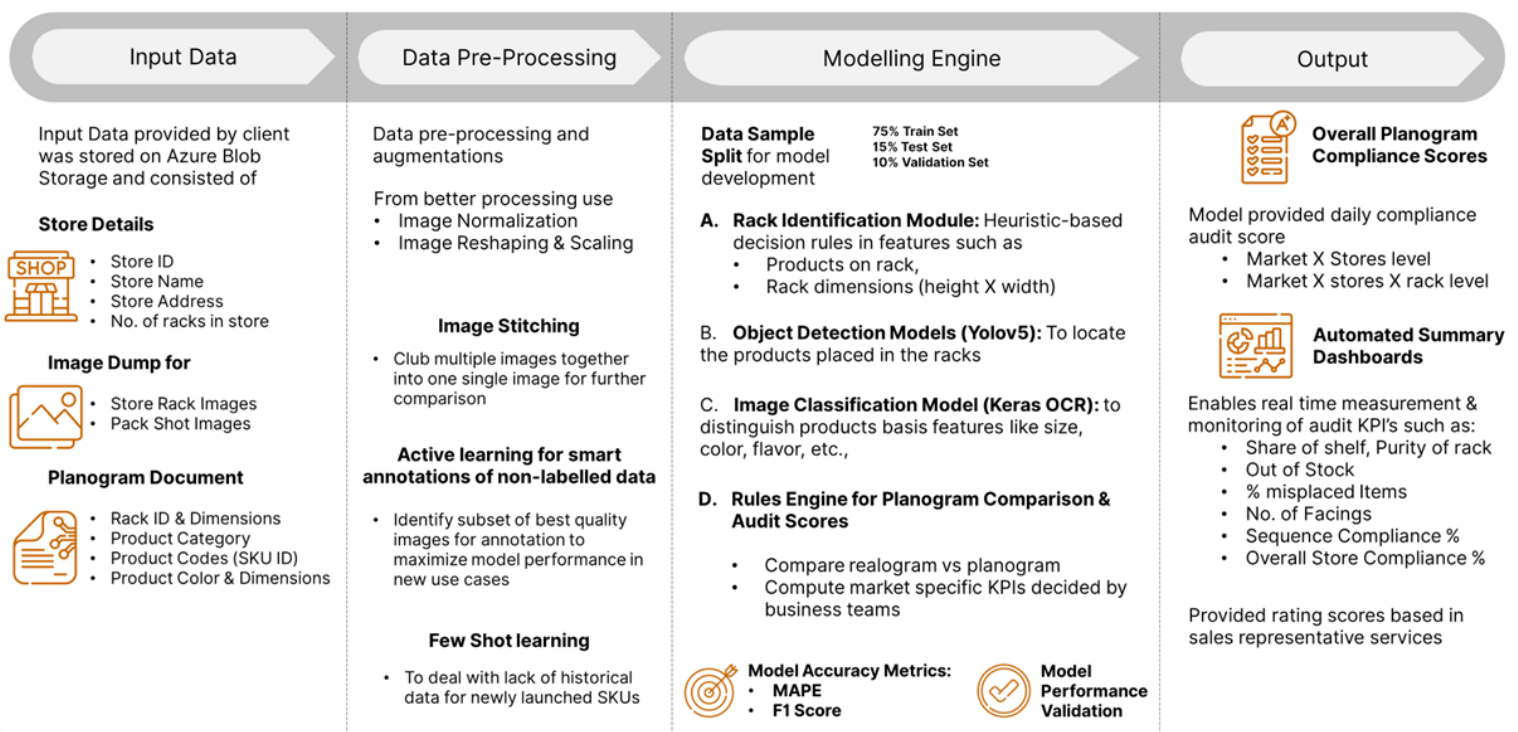 Input Data
Data Pre-Processing
Modelling Engine
Output
Input Data provided by client
was stored on Azure Blob
Storage and consisted of
Store Details
SHOP
• Store ID
• Store Name
• Store Address
• No. of racks in store
Image Dump for
• Store Rack Images
• Pack Shot Images
Planogram Document
• Rack ID & Dimensions
• Product Category
• Product Codes (SKU ID)
• Product Color & Dimensions
Data pre-processing and
augmentations
From better processing use
• Image Normalization
• Image Reshaping & Scaling
Image Stitching
• Club multiple images together
into one single image for further
comparison
Active learning for smart
annotations of non-labelled data
• Identify subset of best quality
images for annotation to
maximize model performance in
new use cases
Few Shot learning
• To deal with lack of historical
data for newly launched SKUs
Data Sample
Split for model
development
75% Train Set
15% Test Set
10% Validation Set
A. Rack Identification Module: Heuristic-based
decision rules in features such as
• Products on rack,
• Rack dimensions (height X width)
B. Object Detection Models (Yolov5): To locate
the products placed in the racks
C. Image Classification Model (Keras OCR): to
distinguish products basis features like size,
color, flavor, etc.,
D. Rules Engine for Planogram Comparison &
Audit Scores
• Compare realogram vs planogram
• Compute market specific KPIs decided by
business teams
Model Accuracy Metrics:
• MAPE
• F1 Score
Model
Performance
Validation
A+
Overall Planogram
Compliance Scores
Model provided daily compliance
audit score
• Market X Stores level
• Market X stores X rack level
Automated Summary
Dashboards
Enables real time measurement &
monitoring of audit KPI's such as:
• Share of shelf, Purity of rack
• Out of Stock
• % misplaced Items
• No. of Facings
• Sequence Compliance %
• Overall Store Compliance %
Provided rating scores based in
sales representative services